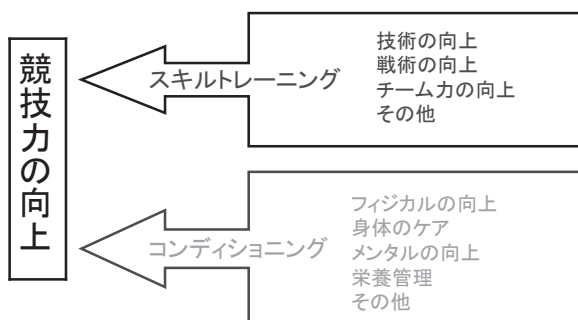 競技力の向上
スキルトレーニング
技術の向上
戦術の向上
チーム力の向上
その他
コンディショニング
フィジカルの向上
身体のケア
メンタルの向上
栄養管理
その他